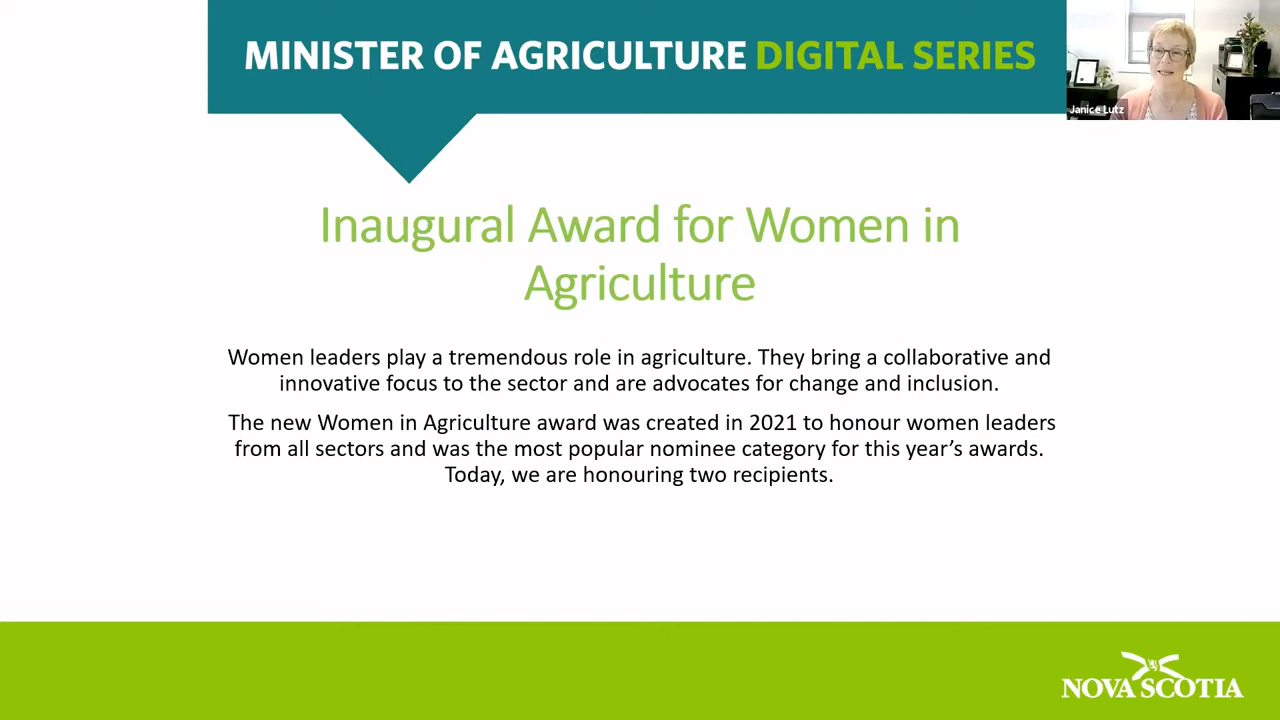 MINISTER OF AGRICULTURE DIGITAL SERIES
Janice Lutz
Inaugural Award for Women in
Agriculture
Women leaders play a tremendous role in agriculture. They bring a collaborative and
innovative focus to the sector and are advocates for change and inclusion.
The new Women in Agriculture award was created in 2021 to honour women leaders
from all sectors and was the most popular nominee category for this year’s awards.
Today, we are honouring two recipients.
NOVA SCOTIA